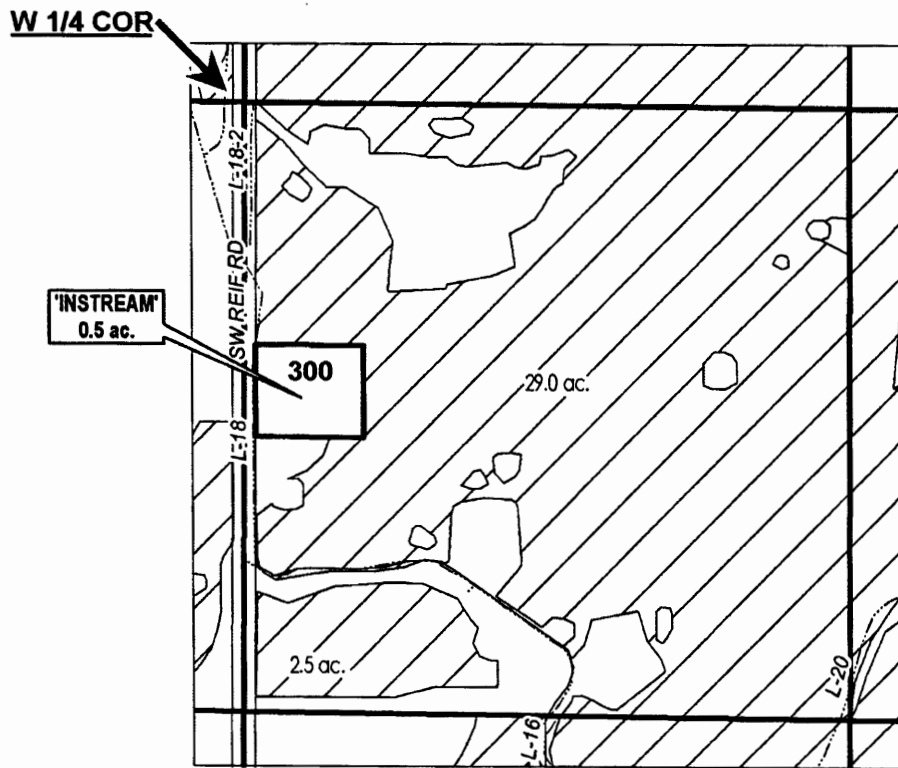 W 1/4 COR
L-18-2
SW REIF RD
'INSTREAM'
0.5 ac.
300
29.0 ac.
L-18
2.5 ac.
L-20
L-16